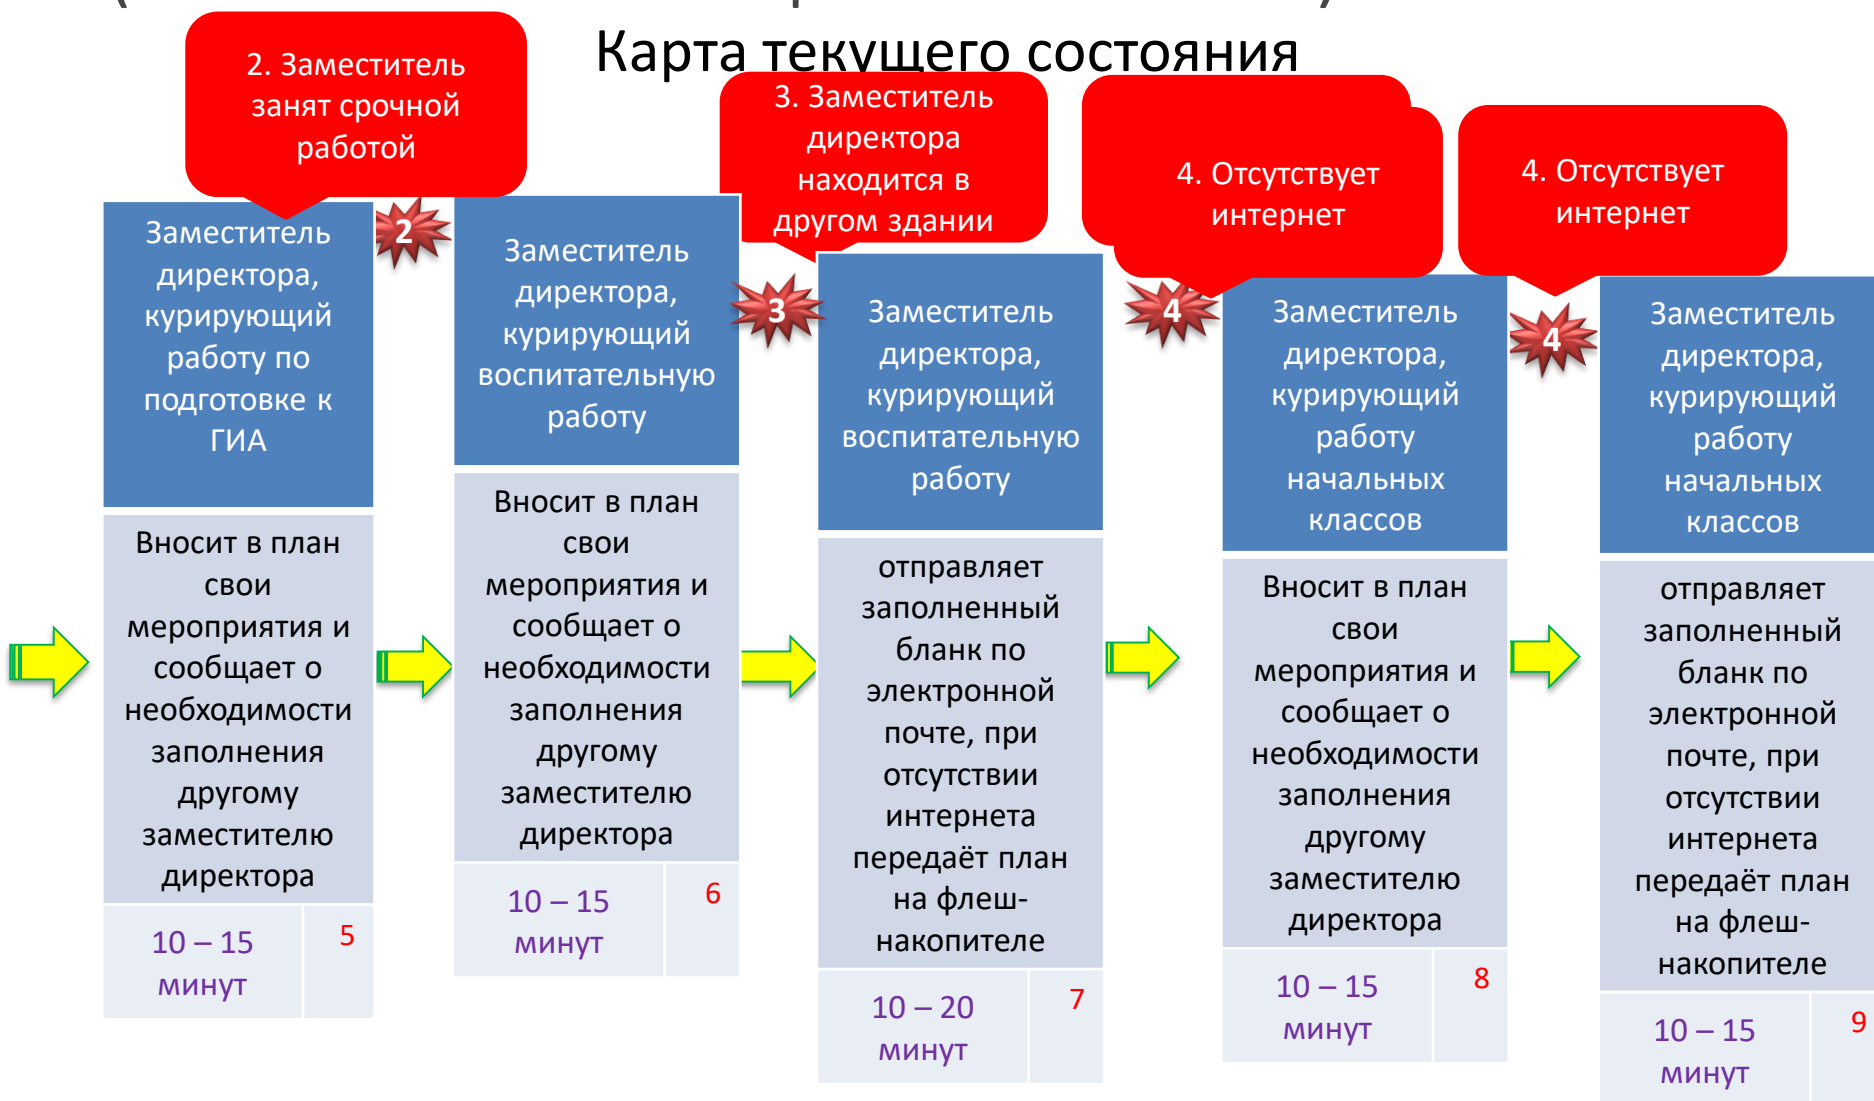 Карта текущего состояния
2. Заместитель
занят срочной
работой
3. Заместитель
директора
находится в
другом здании
4. Отсутствует
интернет
4. Отсутствует
интернет
2
3
4
4
Заместитель
директора,
курирующий
работу по
подготовке к
ГИА
Вносит в план
свои
мероприятия и
сообщает о
необходимости
заполнения
другому
заместителю
директора
10 – 15
минут
5
Заместитель
директора,
курирующий
воспитательную
работу
Вносит в план
свои
мероприятия и
сообщает о
необходимости
заполнения
другому
заместителю
директора
10 – 15
минут
6
Заместитель
директора,
курирующий
воспитательную
работу
отправляет
заполненный
бланк по
электронной
почте, при
отсутствии
интернета
передаёт план
на флеш-
накопителе
10 – 20
минут
7
Заместитель
директора,
курирующий
работу
начальных
классов
Вносит в план
свои
мероприятия и
сообщает о
необходимости
заполнения
другому
заместителю
директора
10 – 15
минут
8
Заместитель
директора,
курирующий
работу
начальных
классов
отправляет
заполненный
бланк по
электронной
почте, при
отсутствии
интернета
передаёт план
на флеш-
накопителе
10 – 15
минут
9